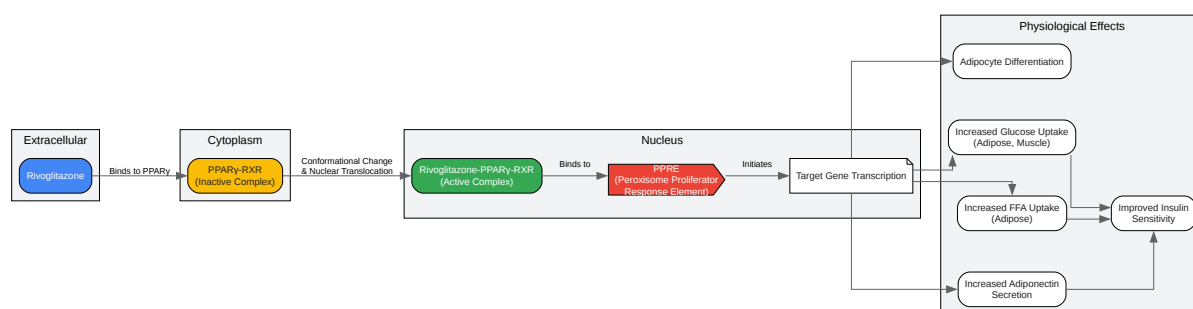 Extracellular
Rivoglitazone
Binds to PPARγ
Cytoplasm
PPARγ-RXR
(Inactive Complex)
Conformational Change
& Nuclear Translocation
Nucleus
Rivoglitazone-PPARγ-RXR
(Active Complex)
Binds to
PPRE
(Peroxisome Proliferator
Response Element)
Initiates
Target Gene Transcription
Physiological Effects
Adipocyte Differentiation
Increased Glucose Uptake
(Adipose, Muscle)
Increased FFA Uptake
(Adipose)
Improved Insulin
Sensitivity
Increased Adiponectin
Secretion